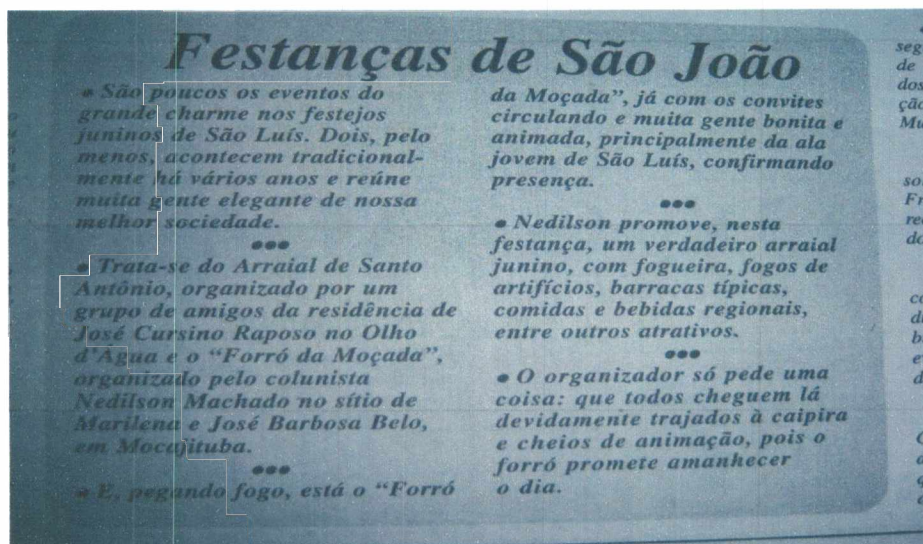 Festanças de São João
● São poucos os eventos do
grande charme nos festejos
juninos de São Luís. Dois, pelo
menos, acontecem tradicional-
mente há vários anos e reúne
muita gente elegante de nossa
melhor sociedade.
●●●
● Trata-se do Arraial de Santo
Antônio, organizado por um
grupo de amigos da residência de
José Cursino Raposo no Olho
d'Agua e o "Forró da Moçada",
organizado pelo colunista
Nedilson Machado no sítio de
Marilena e José Barbosa Belo,
em Mocajituba.
●●●
● E, pegando fogo, está o "Forró
da Moçada", já com os convites
circulando e muita gente bonita e
animada, principalmente da ala
jovem de São Luís, confirmando
presença.
●●●
● Nedilson promove, nesta
festança, um verdadeiro arraial
junino, com fogueira, fogos de
artifícios, barracas típicas,
comidas e bebidas regionais,
entre outros atrativos.
●●●
● O organizador só pede uma
coisa: que todos cheguem lá
devidamente trajados à caipira
e cheios de animação, pois o
forró promete amanhecer
o dia.